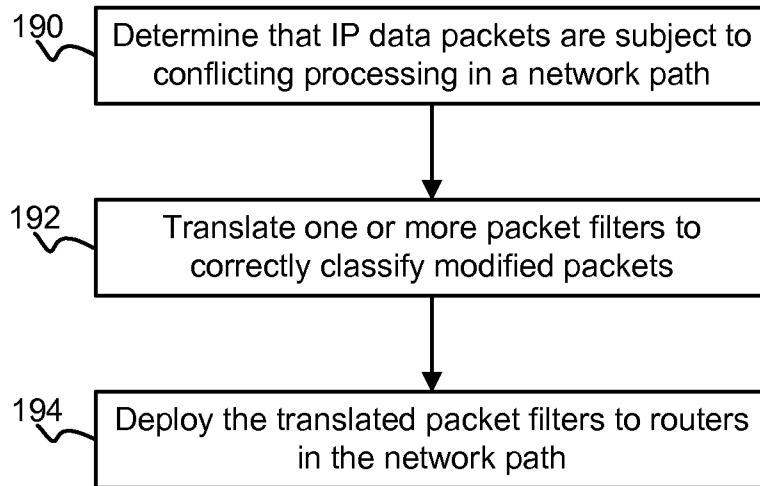 190
Determine that IP data packets are subject to
conflicting processing in a network path
192
Translate one or more packet filters to
correctly classify modified packets
194
Deploy the translated packet filters to routers
in the network path